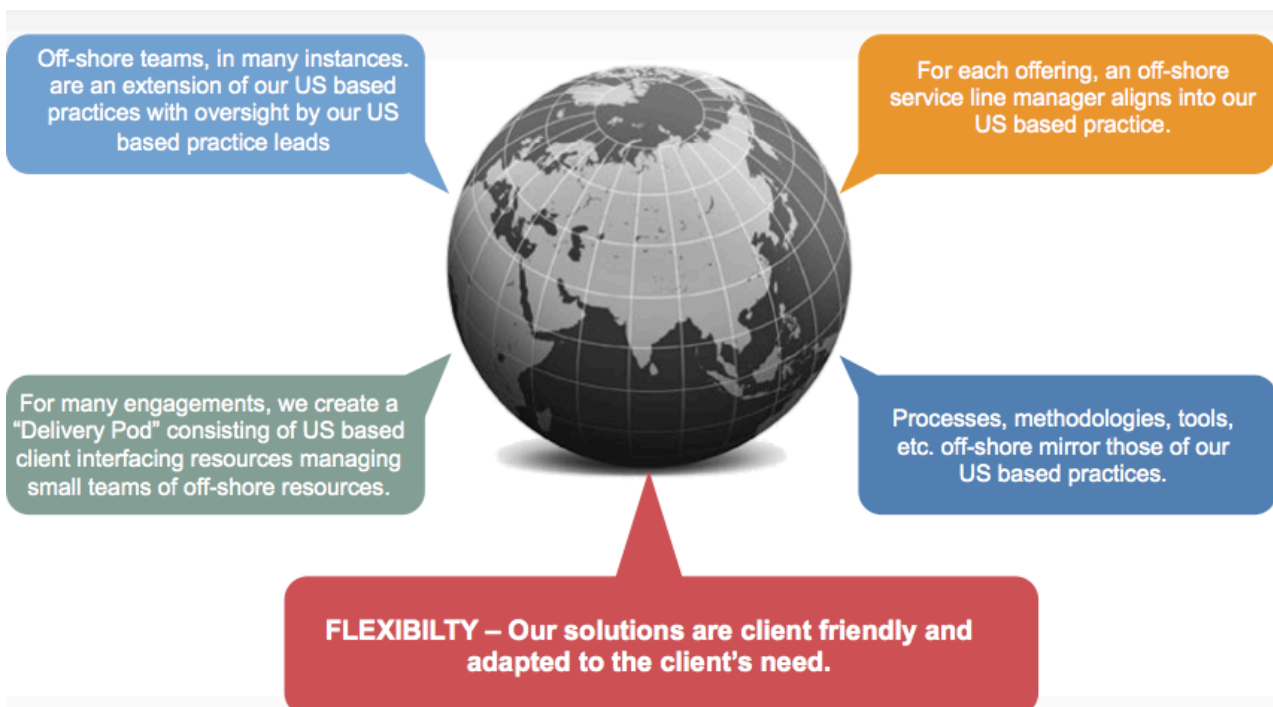 Off-shore teams, in many instances.
are an extension of our US based
practices with oversight by our US
based practice leads
For each offering, an off-shore
service line manager aligns into our
US based practice.
For many engagements, we create a
“Delivery Pod” consisting of US based
client interfacing resources managing
small teams of off-shore resources.
Processes, methodologies, tools,
etc. off-shore mirror those of our
US based practices.
FLEXIBILTY – Our solutions are client friendly and
adapted to the client’s need.